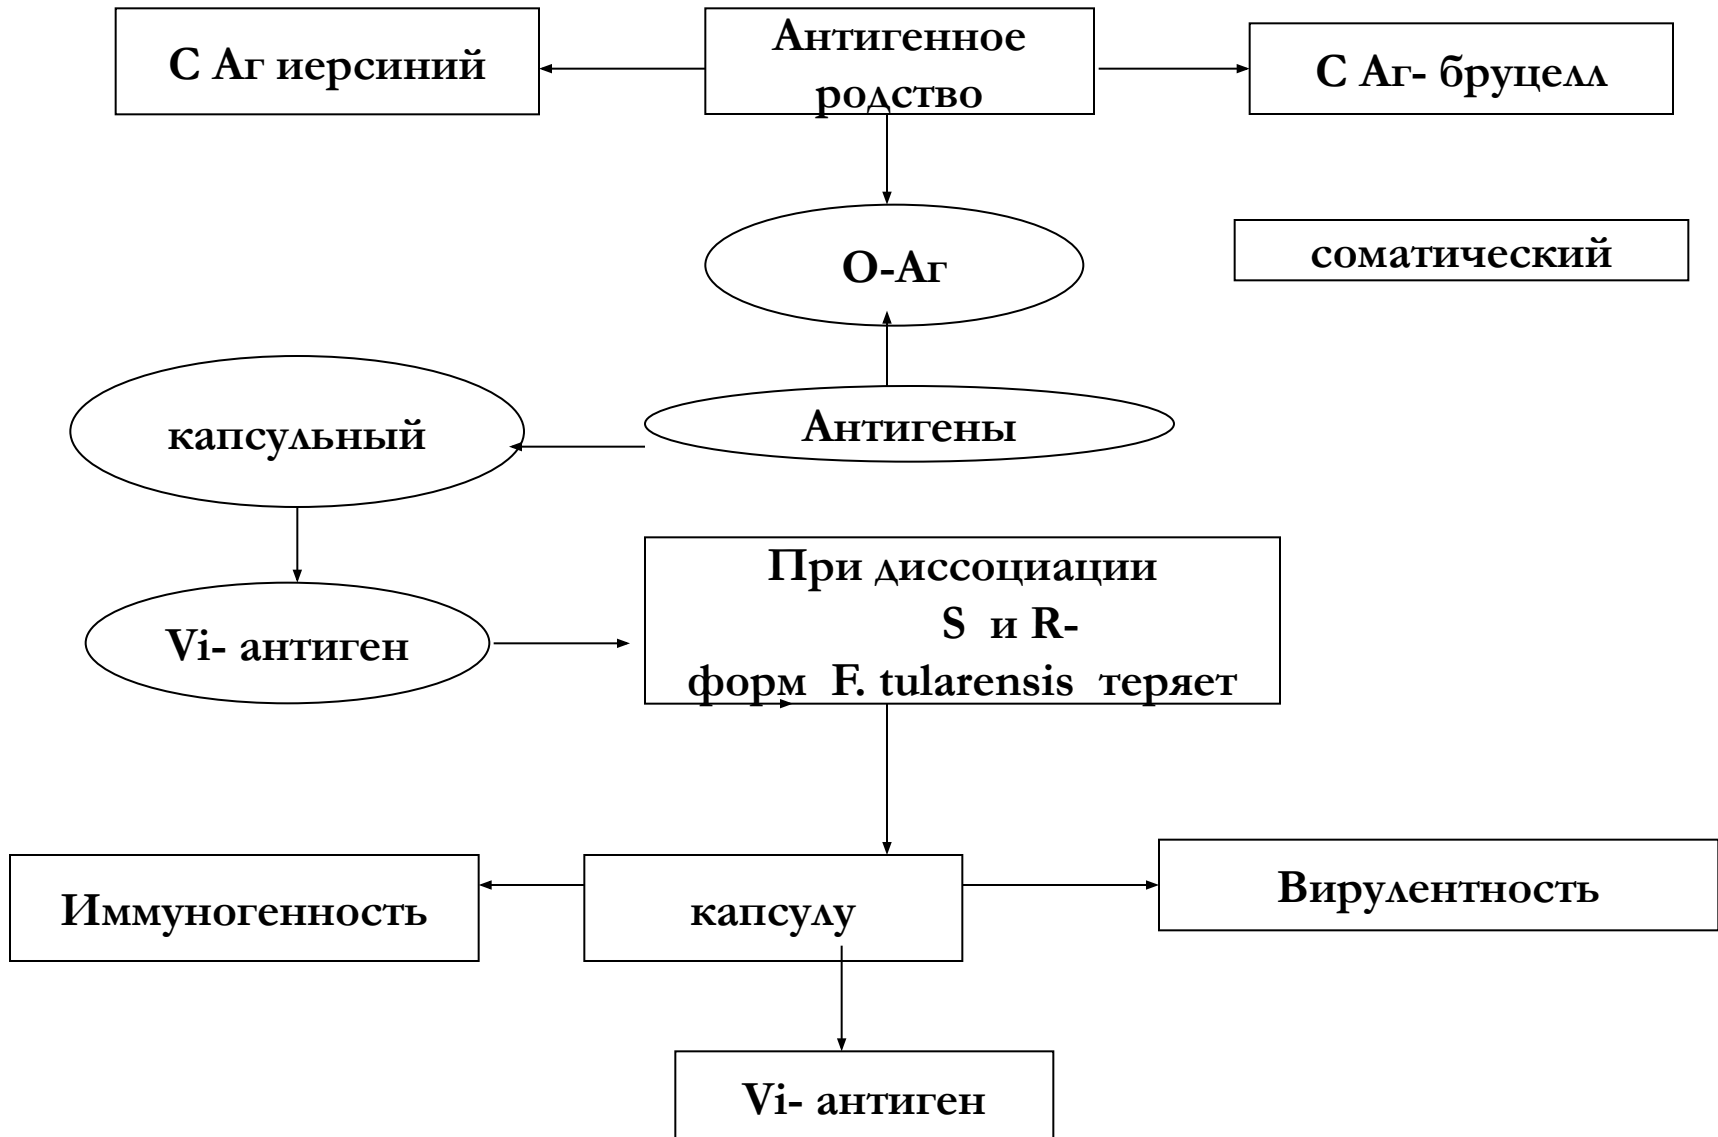 С Аг иерсиний
Антигенное
родство
С Аг- бруцелл
О-Аг
соматический
капсульный
Антигены
Vi- антиген
При диссоциации
S и R-
форм F. tularensis теряет
Иммуногенность
капсулу
Вирулентность
Vi- антиген